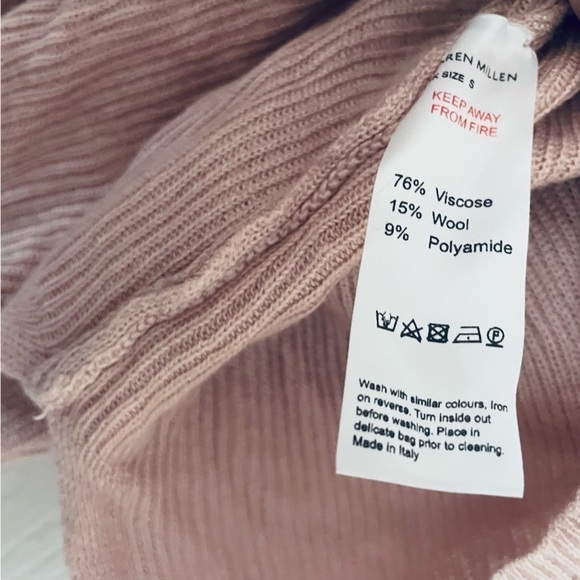 MILLEN
SIZE S
KEEP AWAY
FROM FIRE
76% Viscose
15% Wool
9% Polyamide
Wash with similar colours, Iron
on reverse. Turn inside out
before washing. Place in
delicate bag prior to cleaning.
Made in Italy